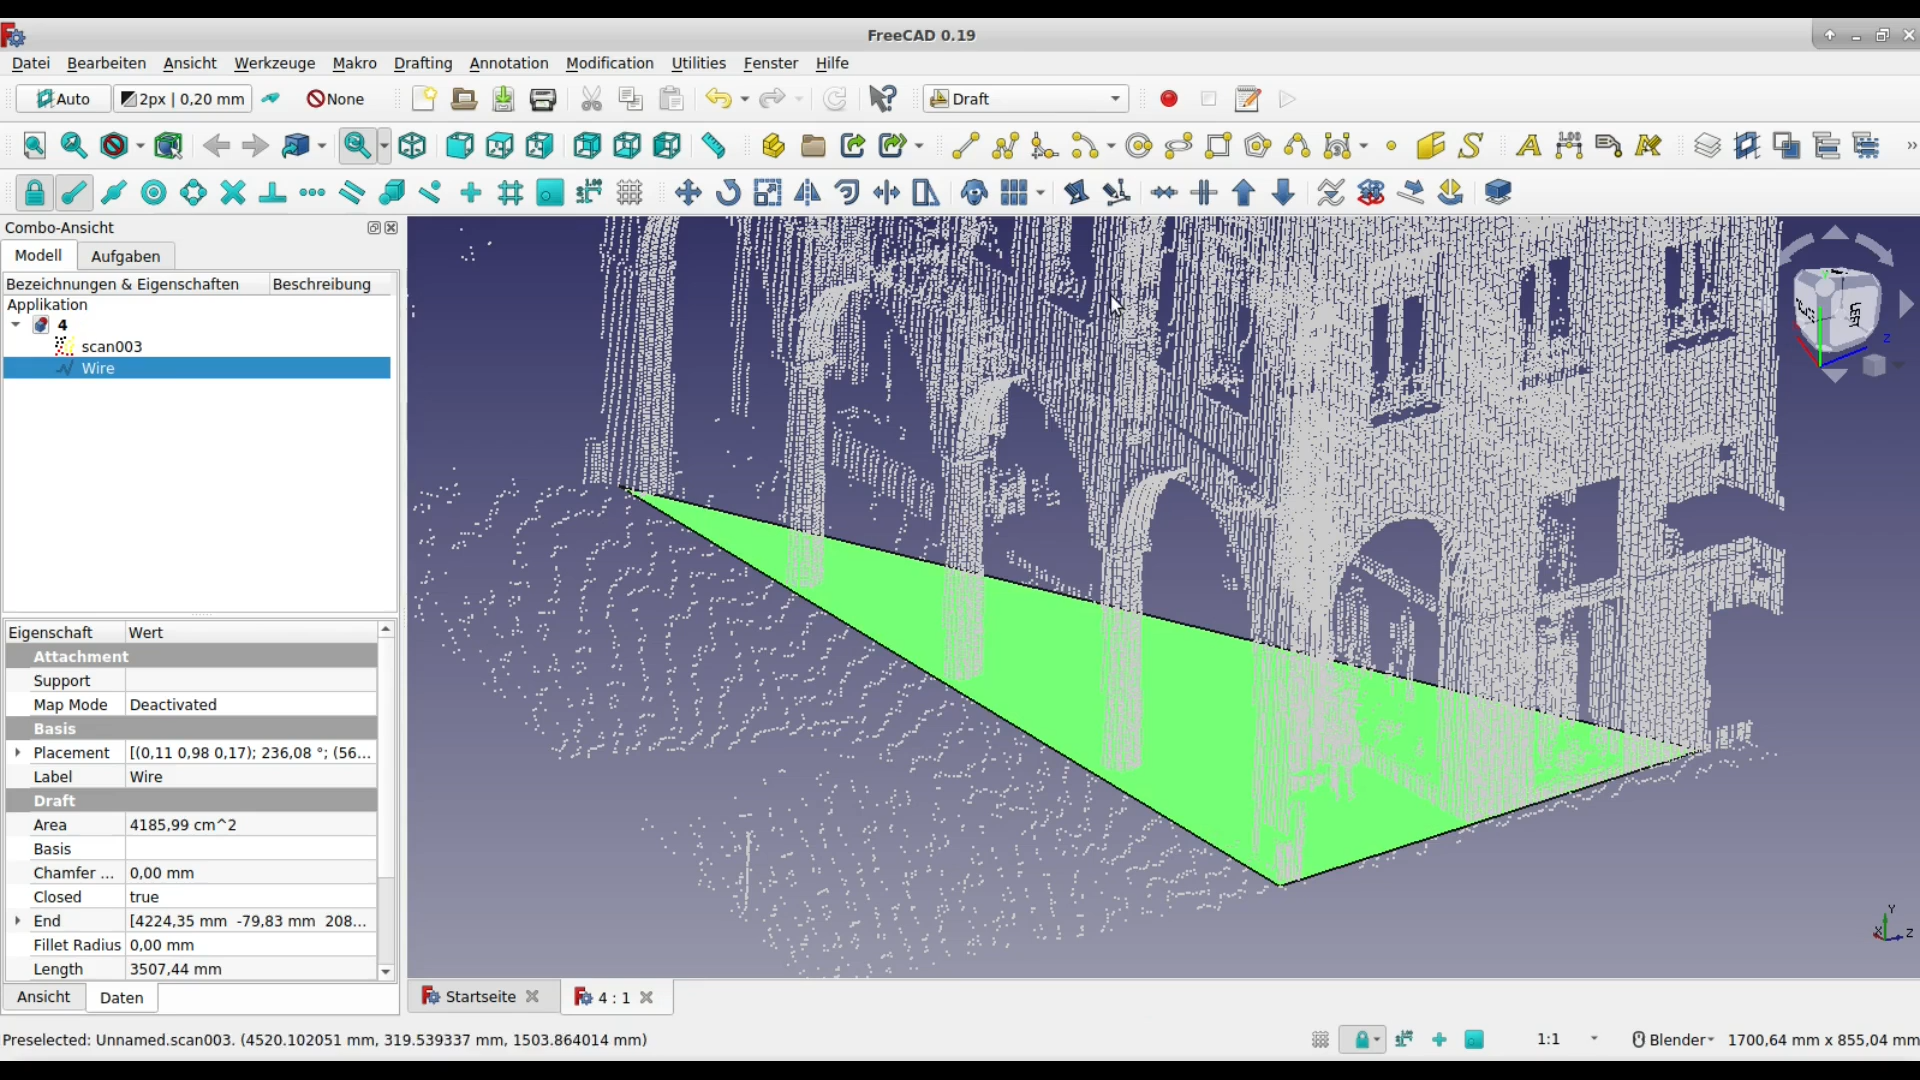 FreeCAD 0.19
Datei Bearbeiten Ansicht Werkzeuge Makro Drafting Annotation Modification Utilities Fenster Hilfe
Auto 2px | 0,20 mm None Draft
Combo-Ansicht
Modell Aufgaben
Bezeichnungen & Eigenschaften Beschreibung
Applikation
4
scan003
Wire
Eigenschaft Wert
Attachment
Support
Map Mode Deactivated
Basis
Placement [(0,11 0,98 0,17); 236,08 °; (56...
Label Wire
Draft
Area 4185,99 cm^2
Basis
Chamfer ... 0,00 mm
Closed true
End [4224,35 mm -79,83 mm 208...
Fillet Radius 0,00 mm
Length 3507,44 mm
Ansicht Daten
Startseite 4 : 1
Y
X Z
Z
Preselected: Unnamed.scan003. (4520.102051 mm, 319.539337 mm, 1503.864014 mm)
1:1 Blender 1700,64 mm x 855,04 mm